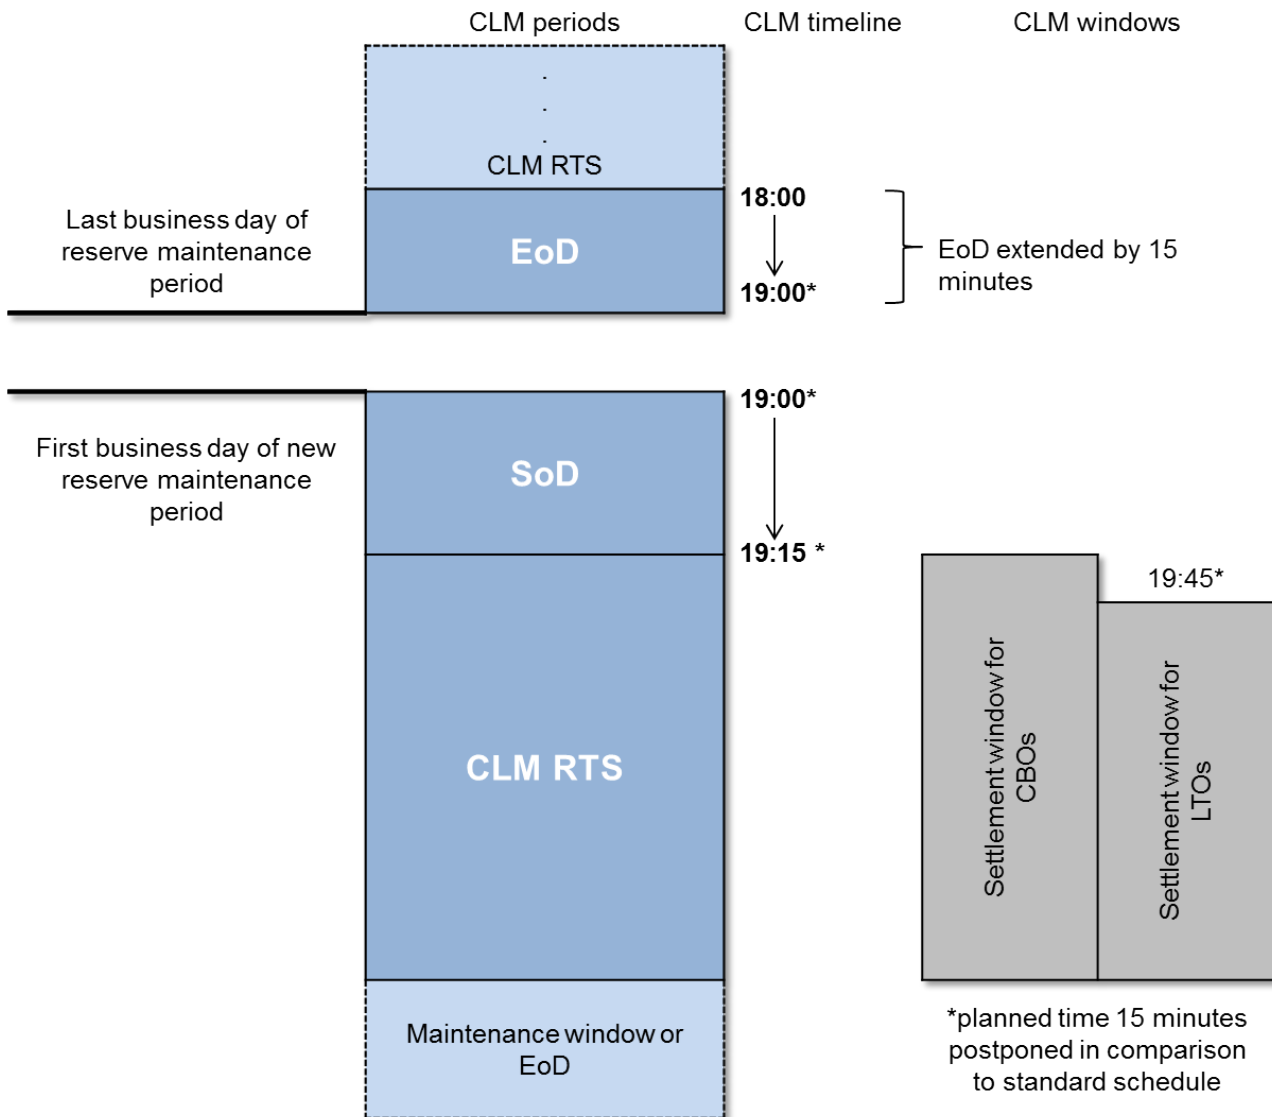 CLM periods
CLM timeline
CLM windows
.
.
.
CLM RTS
18:00
Last business day of
reserve maintenance
period
EoD
EoD extended by 15
minutes
19:00*
19:00*
First business day of new
reserve maintenance
period
SoD
19:15 *
19:45*
Settlement window for
CBOs
Settlement window for
LTOs
CLM RTS
Maintenance window or
EoD
*planned time 15 minutes
postponed in comparison
to standard schedule